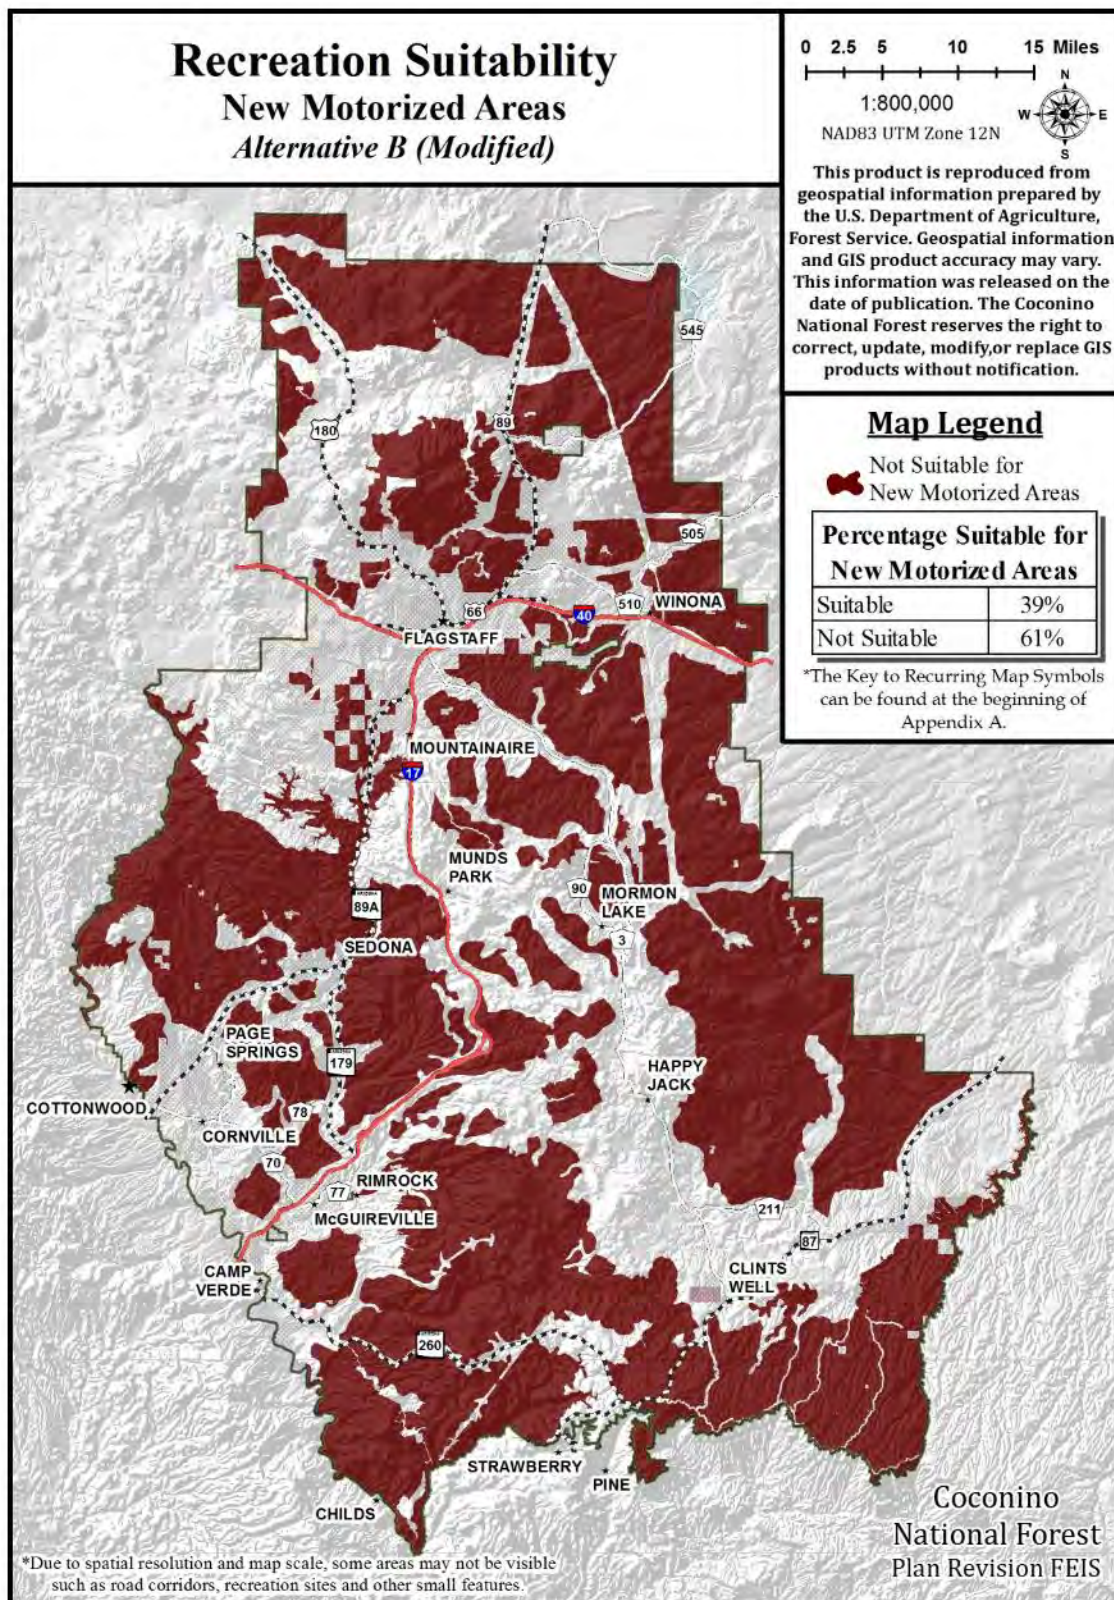 Recreation Suitability
New Motorized Areas
Alternative B (Modified)
0 2.5 5 10 15 Miles
1:800,000
NAD83 UTM Zone 12N
N
W E
S
This product is reproduced from
geospatial information prepared by
the U.S. Department of Agriculture,
Forest Service. Geospatial information
and GIS product accuracy may vary.
This information was released on the
date of publication. The Coconino
National Forest reserves the right to
correct, update, modify,or replace GIS
products without notification.
Map Legend
Not Suitable for
New Motorized Areas
Percentage Suitable for
New Motorized Areas
Suitable 39%
Not Suitable 61%
*The Key to Recurring Map Symbols
can be found at the beginning of
Appendix A.
545
180
89
505
66
40
510
WINONA
FLAGSTAFF
MOUNTAINAIRE
17
MUNDS
PARK
90
MORMON
LAKE
ARIZONA
89A
3
SEDONA
PAGE
SPRINGS
ARIZONA
179
HAPPY
JACK
COTTONWOOD
78
CORNVILLE
70
RIMROCK
77
McGUIREVILLE
211
87
CAMP
VERDE
CLINTS
WELL
ARIZONA
260
STRAWBERRY
PINE
CHILDS
Coconino
National Forest
Plan Revision FEIS
*Due to spatial resolution and map scale, some areas may not be visible
such as road corridors, recreation sites and other small features.